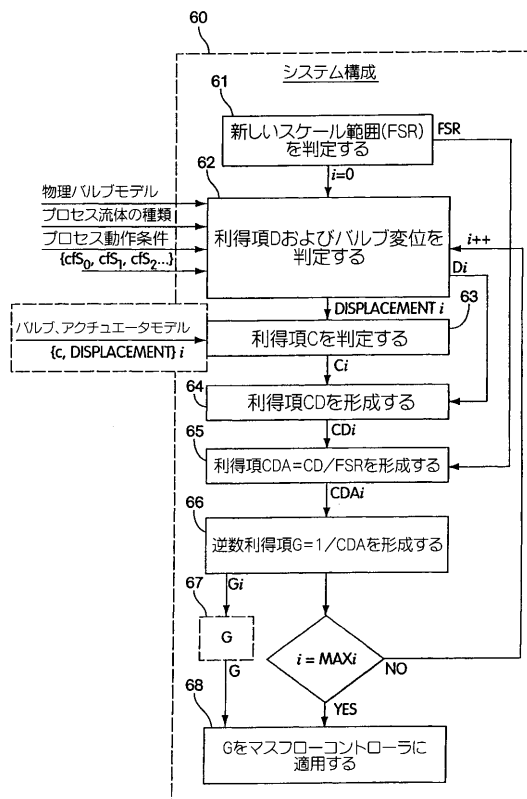 60
システム構成
61
新しいスケール範囲(FSR)
を判定する
FSR
62
i=0
物理バルブモデル
プロセス流体の種類
プロセス動作条件
{cfS0, cfS1, cfS2...}
利得項Dおよびバルブ変位を
判定する
i++
Di
DISPLACEMENT i
63
バルブ、アクチュエータモデル
{c, DISPLACEMENT} i
利得項Cを判定する
Ci
64
利得項CDを形成する
CDi
65
利得項CDA=CD/FSRを形成する
CDAi
66
逆数利得項G=1/CDAを形成する
Gi
67
G
G
i = MAXi
NO
YES
68
Gをマスフローコントローラに
適用する